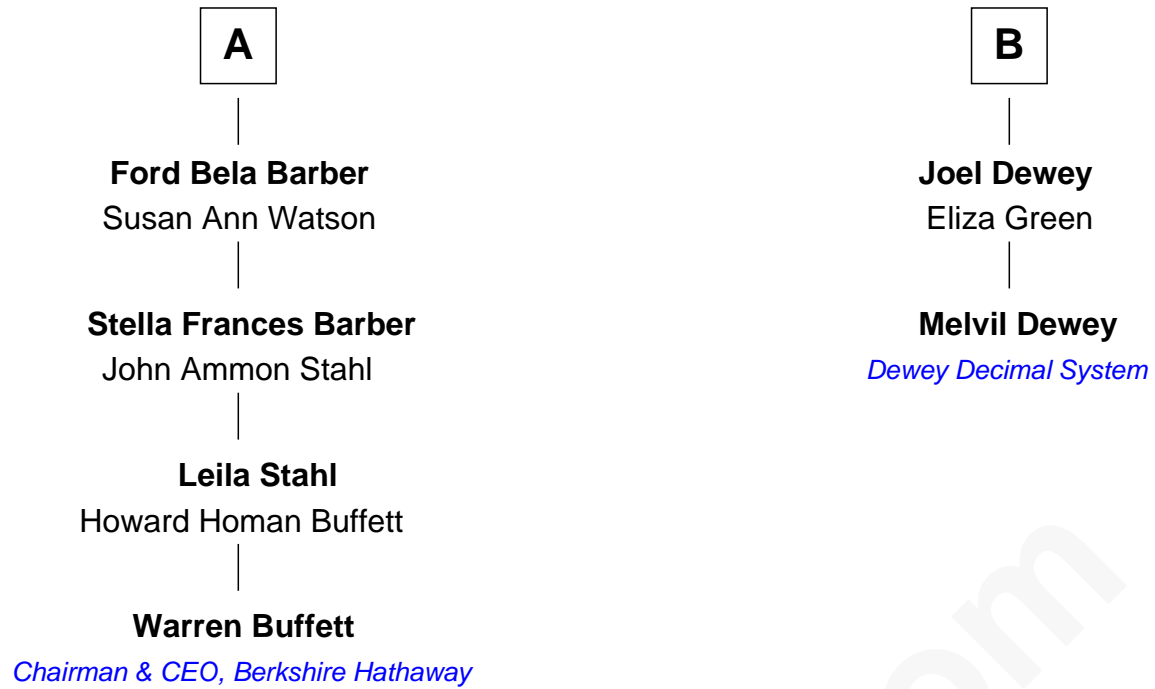 A
Ford Bela Barber
Susan Ann Watson
Stella Frances Barber
John Ammon Stahl
Leila Stahl
Howard Homan Buffett
Warren Buffett
Chairman & CEO, Berkshire Hathaway
B
Joel Dewey
Eliza Green
Melvil Dewey
Dewey Decimal System
om